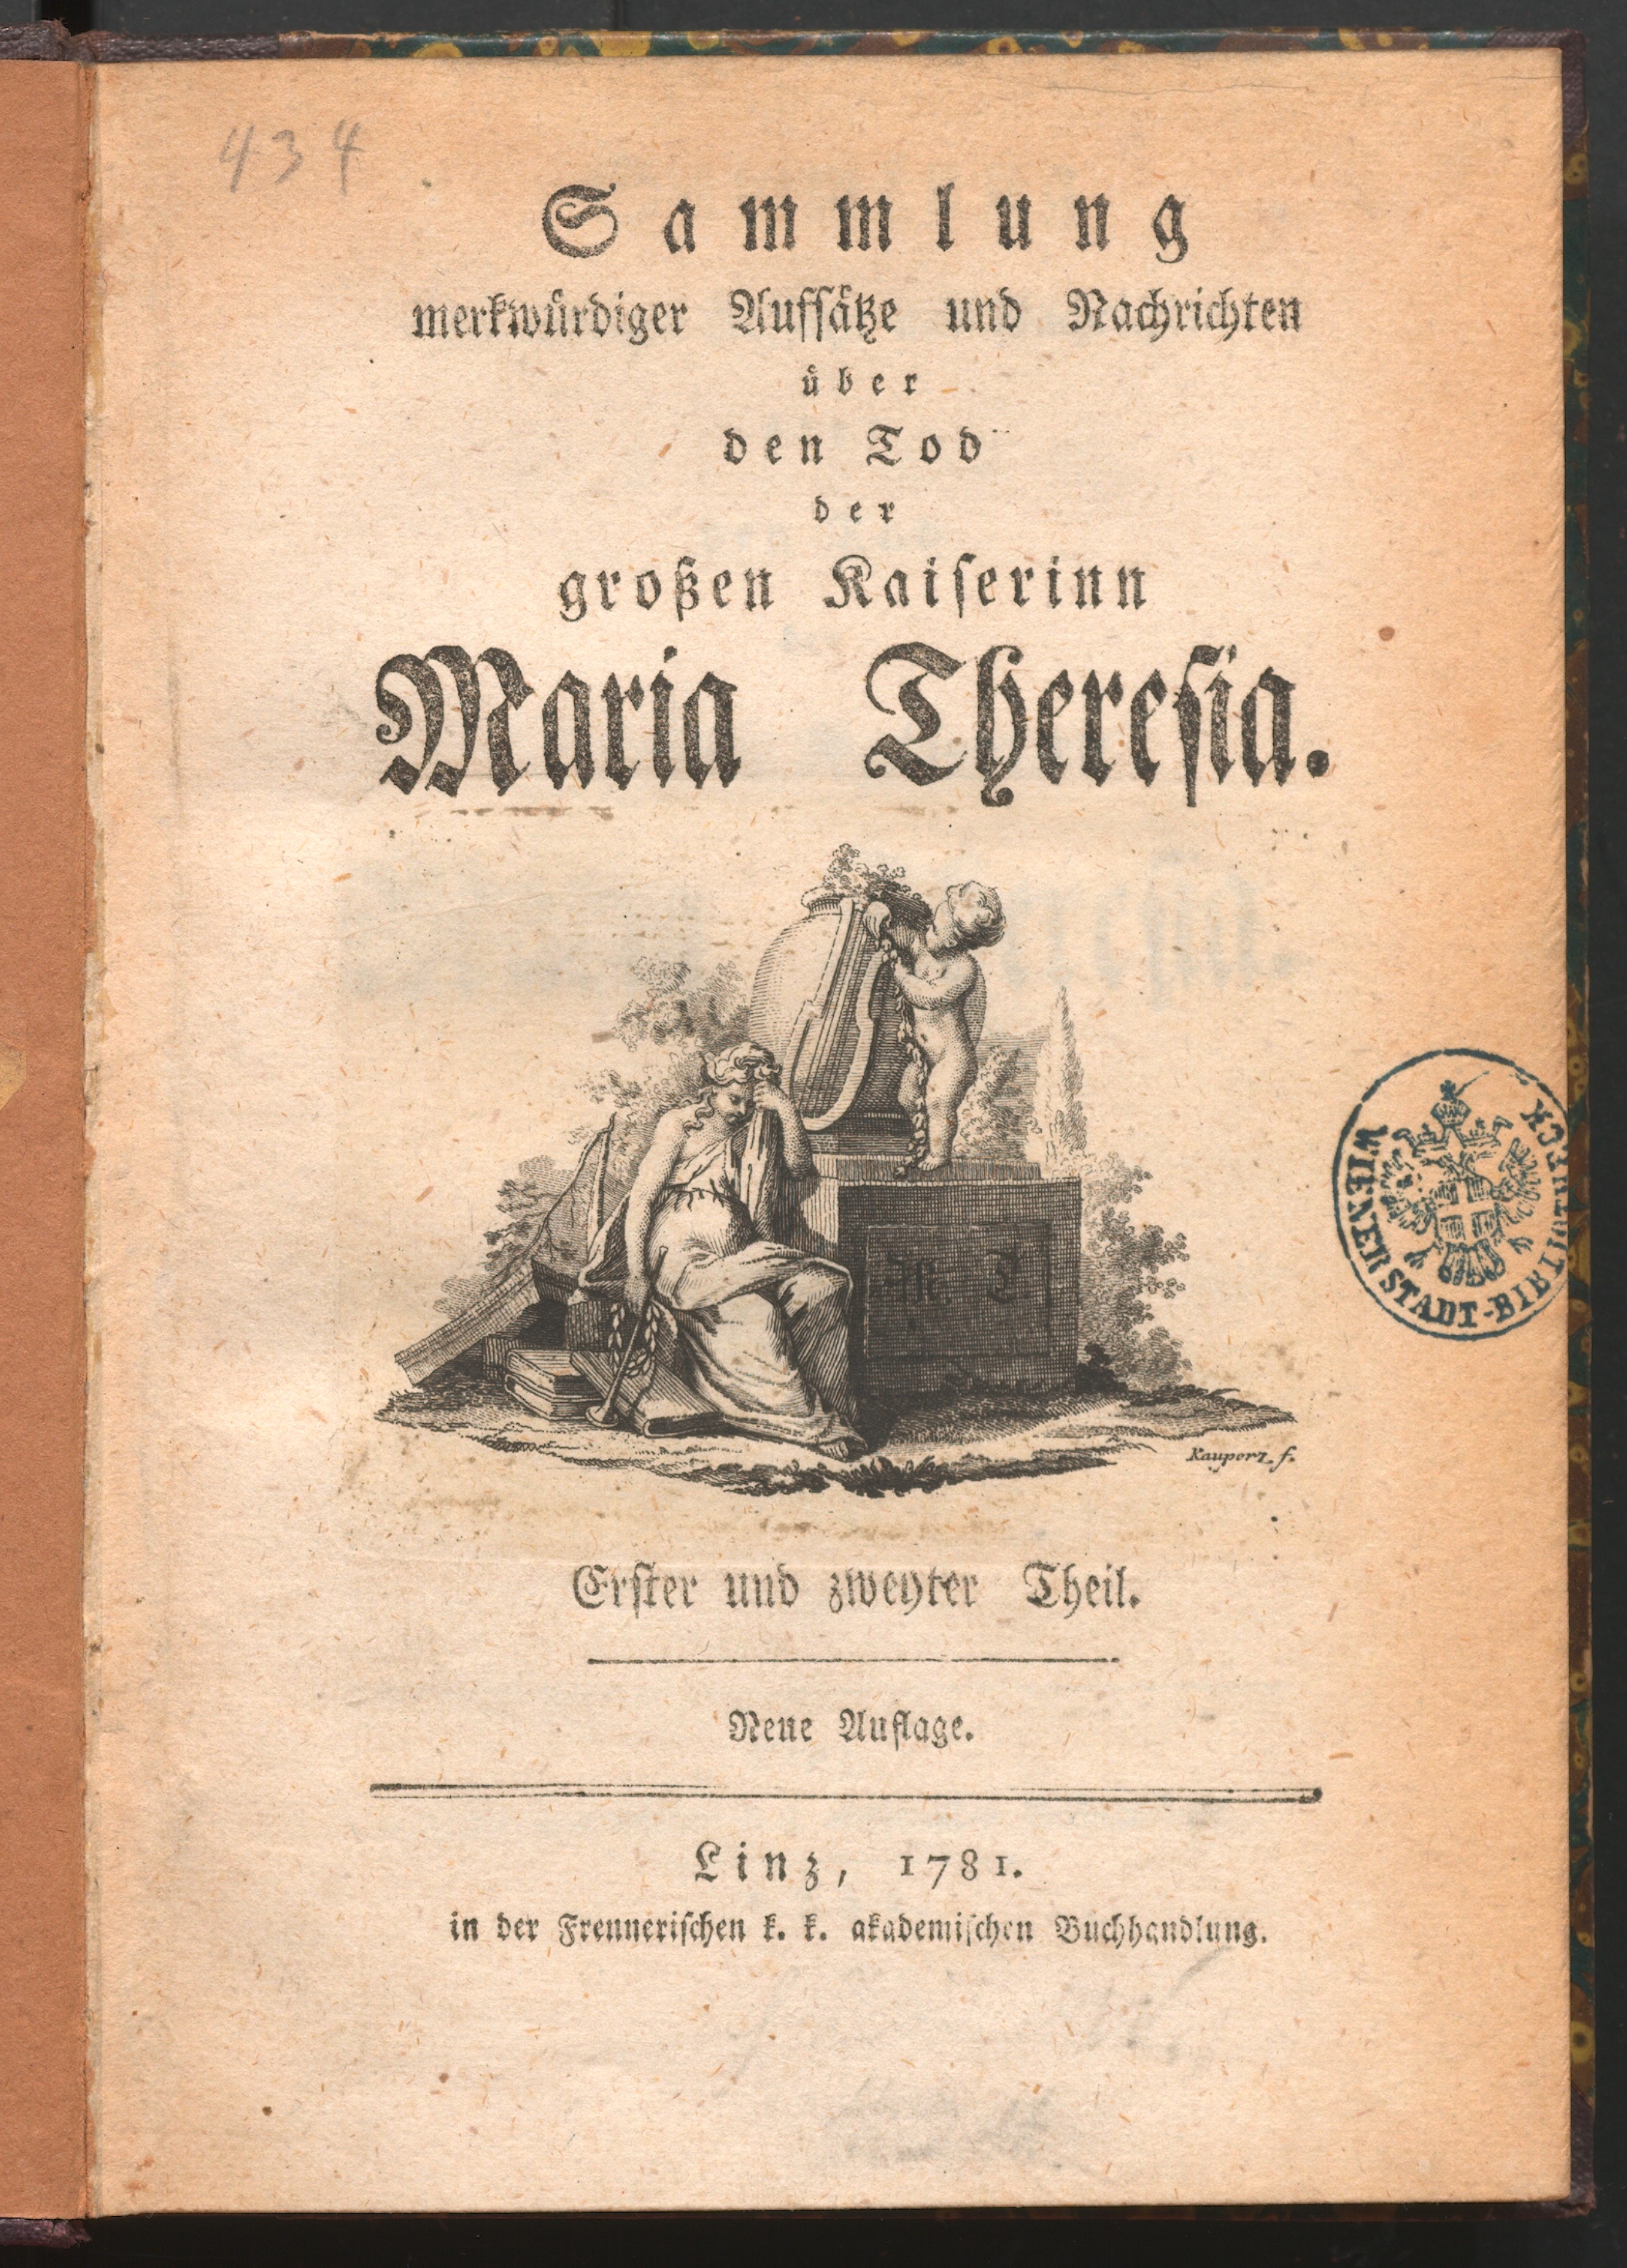 434
Sammlung
merkwürdiger Aufsätze und Nachrichten
über
den Tod
der
großen Kaiserinn
Maria Theresia.
M. T.
Kauperz. f.
WIENER STADT-BIBLIOTHECK
Erster und zweyter Theil.
Neue Auflage.
Linz, 1781.
in der Frennerischen k. k. akademischen Buchhandlung.